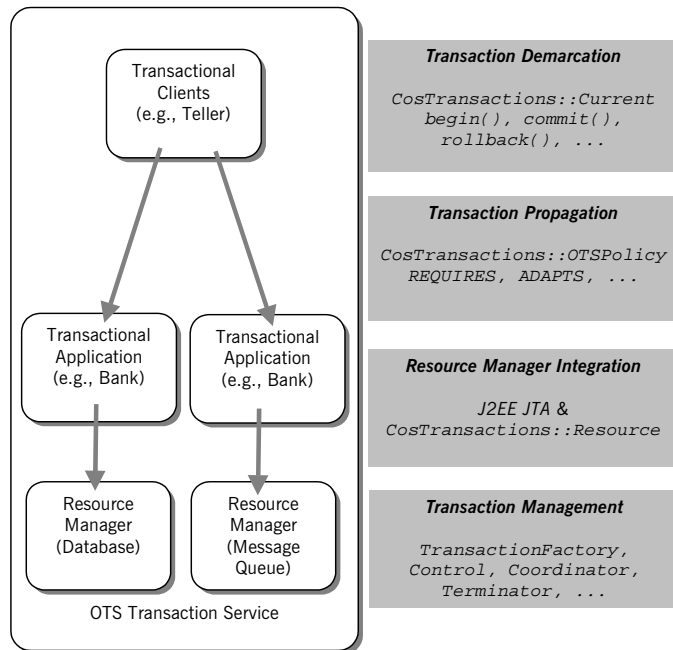 Transactional
Clients
(e.g., Teller)
Transactional
Application
(e.g., Bank)
Transactional
Application
(e.g., Bank)
Resource
Manager
(Database)
Resource
Manager
(Message
Queue)
OTS Transaction Service
Transaction Demarcation
CosTransactions::Current
begin(), commit(),
rollback(), ...
Transaction Propagation
CosTransactions::OTSPolicy
REQUIRES, ADAPTS, ...
Resource Manager Integration
J2EE JTA &
CosTransactions::Resource
Transaction Management
TransactionFactory,
Control, Coordinator,
Terminator, ...